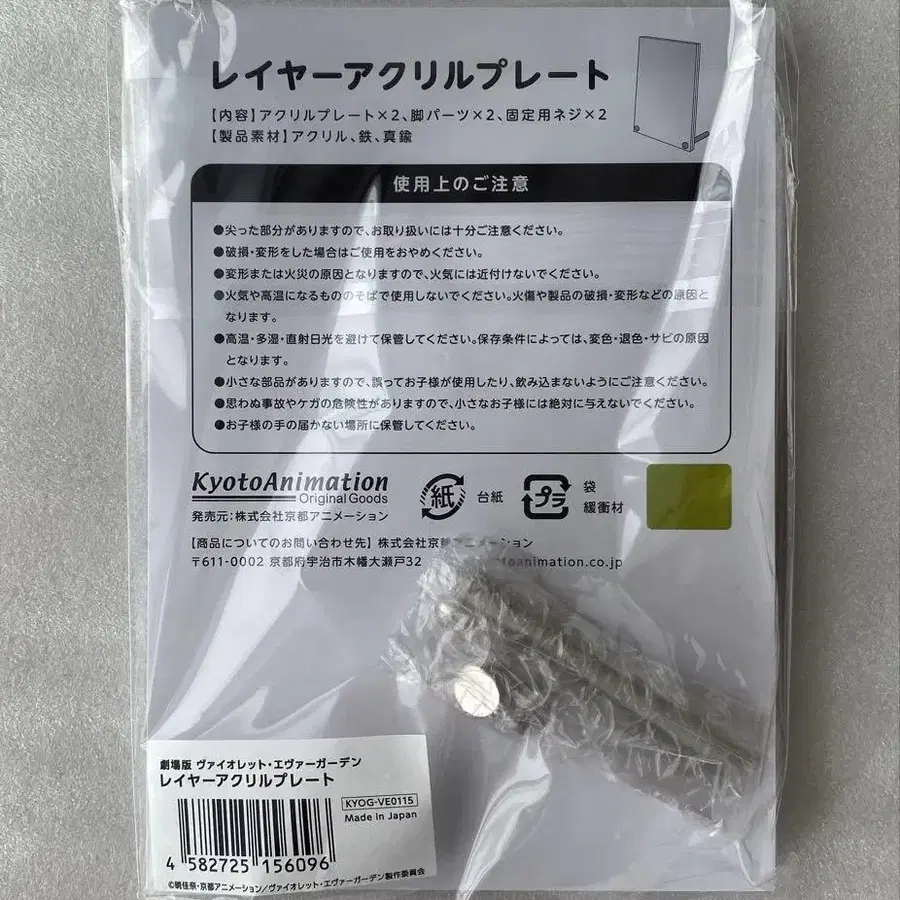 レイヤーアクリルプレート
【内容】アクリルプレート×2、脚パーツ×2、固定用ネジ×2
【製品素材】アクリル、鉄、真鍮
使用上のご注意
●尖った部分がありますので、お取り扱いには十分ご注意ください。
●破損・変形をした場合はご使用をおやめください。
●変形または火災の原因となりますので、火気には近付けないでください。
●火気や高温になるもののそばで使用しないでください。火傷や製品の破損・変形などの原因と
なります。
●高温・多湿・直射日光を避けて保管してください。保存条件によっては、変色・退色・サビの原因
となります。
●小さな部品がありますので、誤ってお子様が使用したり、飲み込まないようにご注意ください。
●思わぬ事故やケガの危険性がありますので、小さなお子様には絶対に与えないでください。
●お子様の手の届かない場所に保管してください。
KyotoAnimation
Original Goods
発売元：株式会社京都アニメーション
紙 台紙
プラ 袋
緩衝材
【商品についてのお問い合わせ先】株式会社京都アニメーション
〒611-0002 京都府宇治市木幡大瀬戸32 toanimation.co.jp
劇場版 ヴァイオレット・エヴァーガーデン
レイヤーアクリルプレート
KYOG-VE0115
Made in Japan
4 582725 156096
©暁佳奈・京都アニメーション/ヴァイオレット・エヴァーガーデン製作委員会